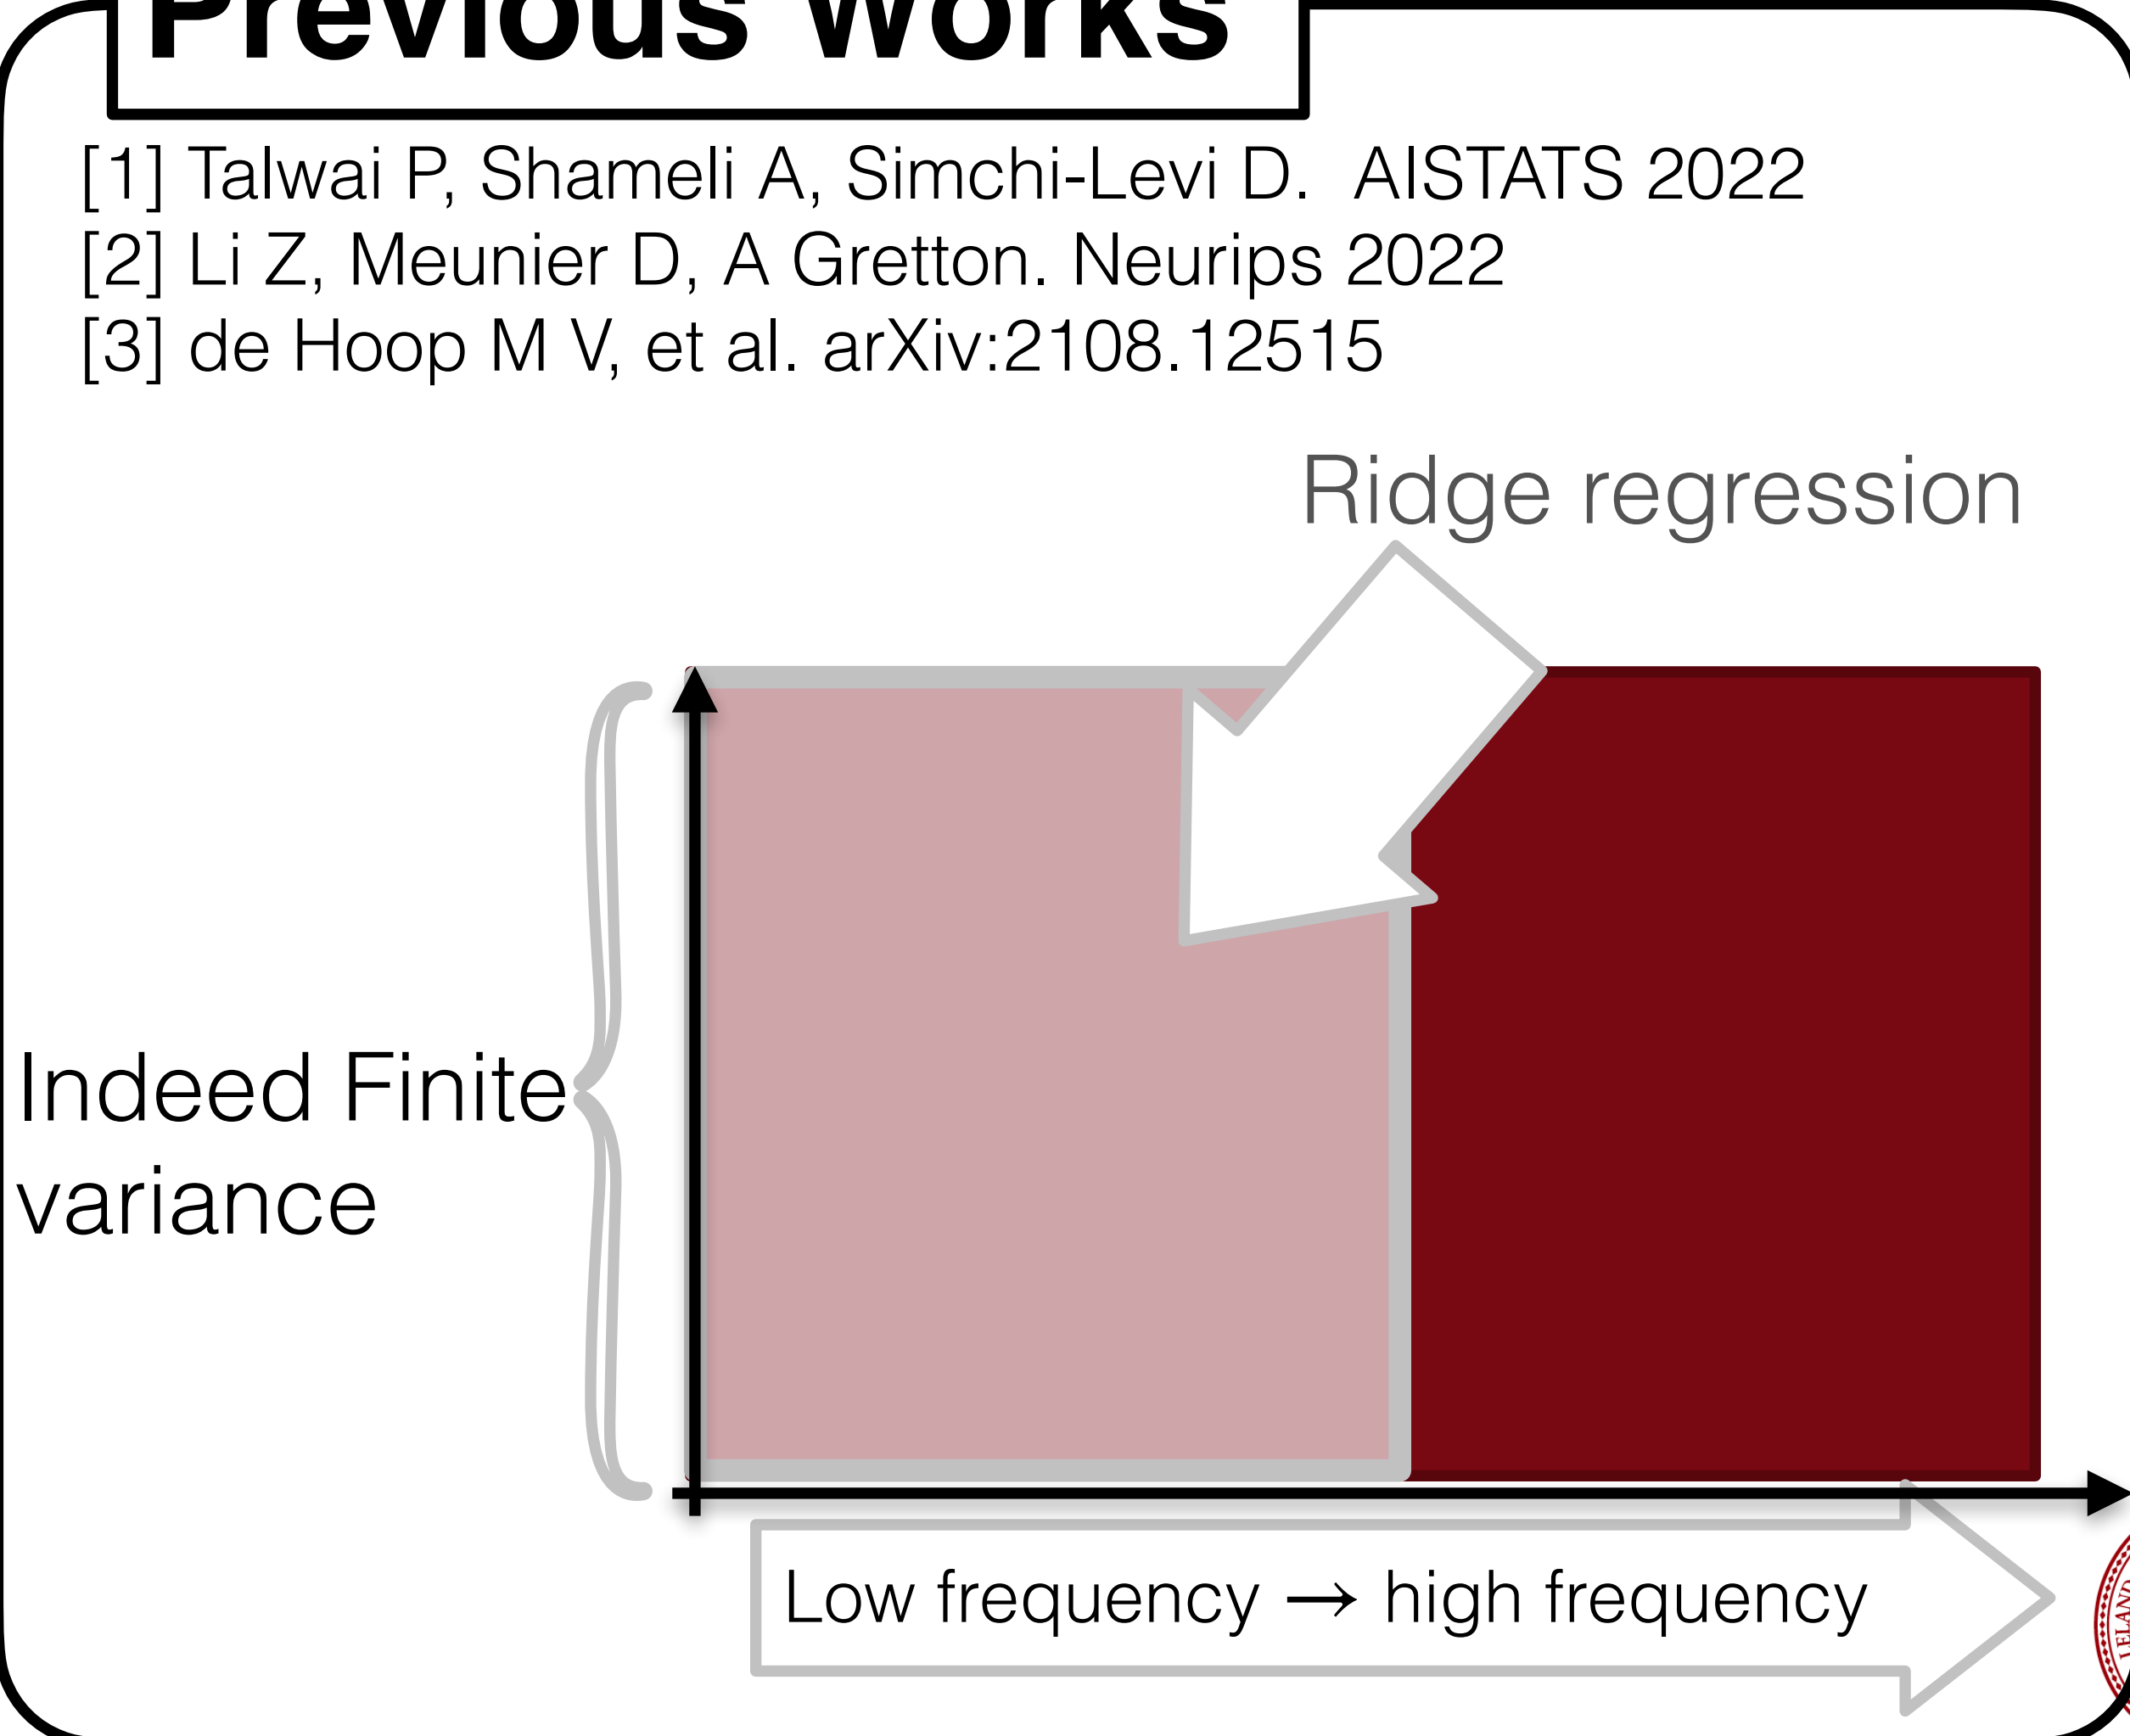 Previous works
[1] Talwai P, Shameli A, Simchi-Levi D.  AISTATS 2022
[2] Li Z, Meunier D, A Gretton. Neurips 2022
[3] de Hoop M V, et al. arXiv:2108.12515
Ridge regression
Indeed Finite
variance
Low frequency → high frequency